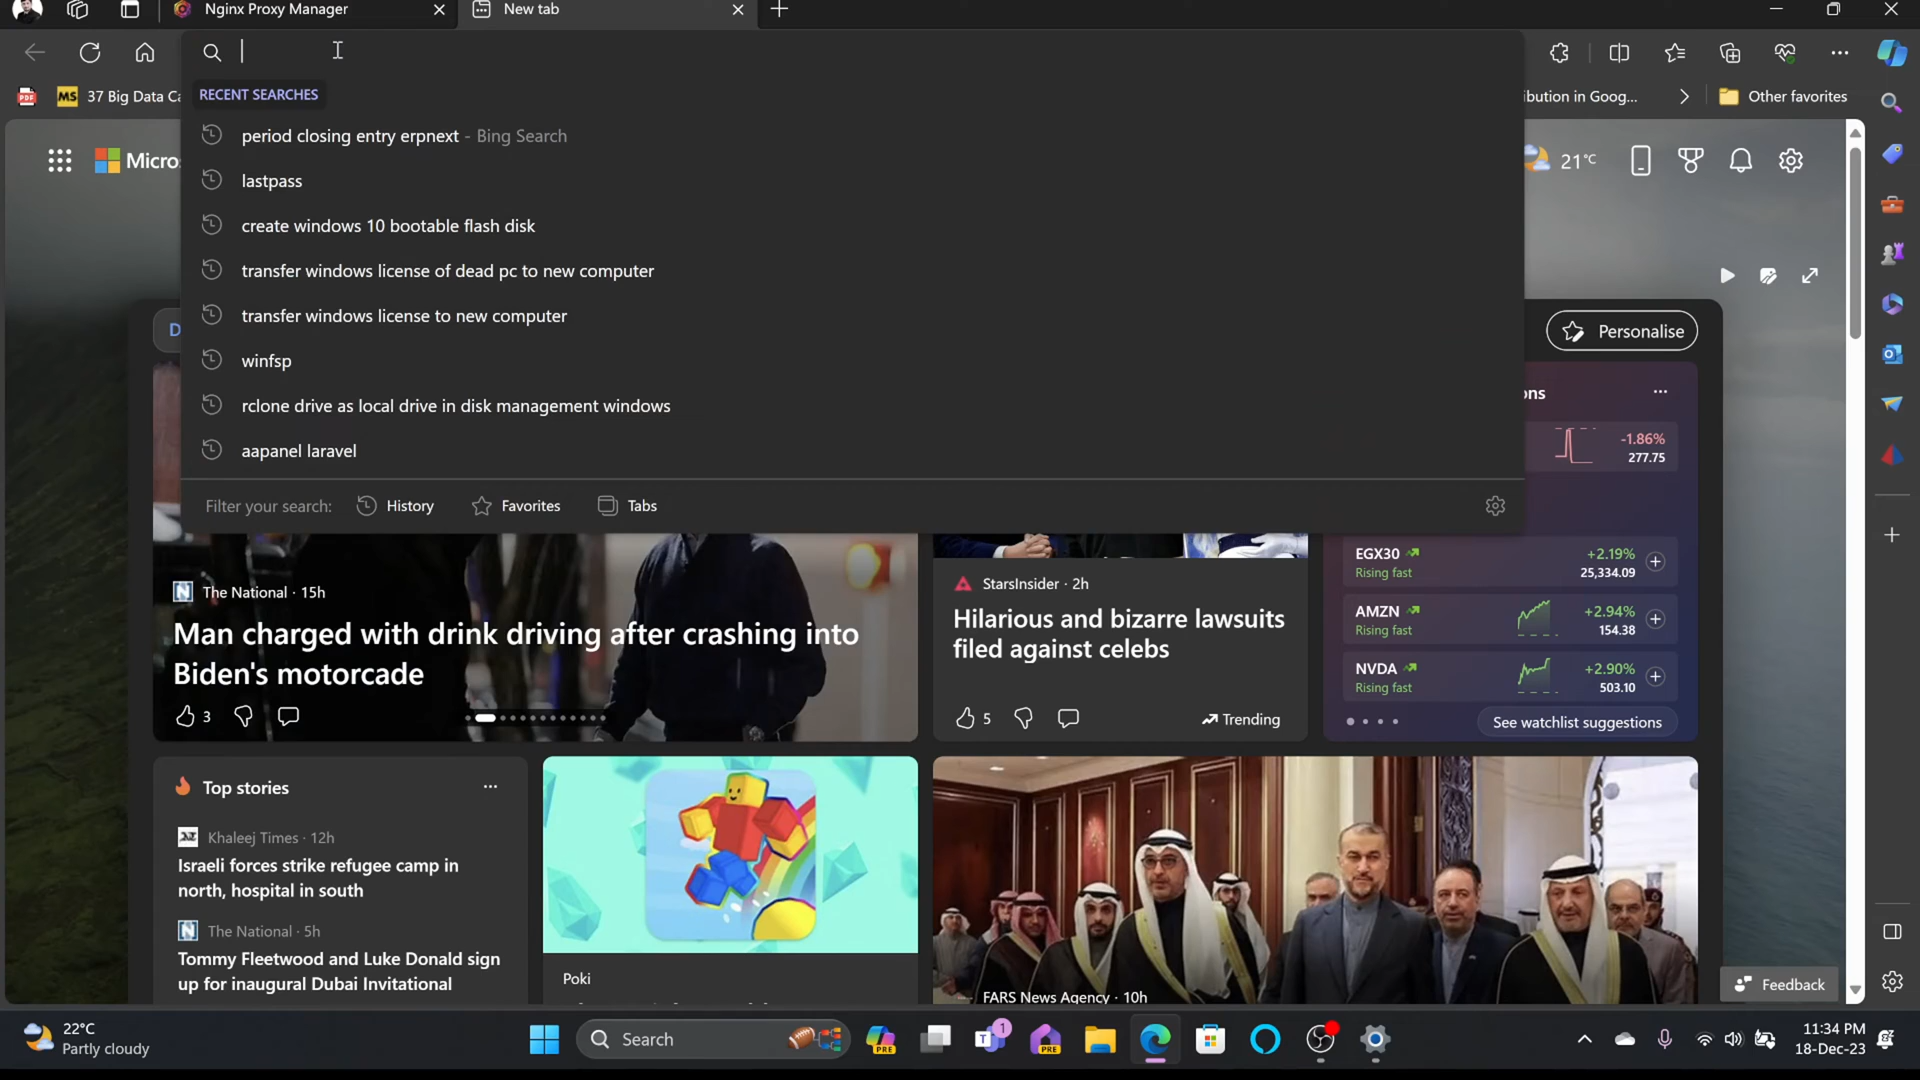 Nginx Proxy Manager
New tab
PDF
MS 37 Big Data Ca
ibution in Goog...
Other favorites
RECENT SEARCHES
period closing entry erpnext - Bing Search
lastpass
create windows 10 bootable flash disk
transfer windows license of dead pc to new computer
transfer windows license to new computer
winfsp
rclone drive as local drive in disk management windows
aapanel laravel
Filter your search:
History
Favorites
Tabs
Micro
21°C
D
Personalise
ons
-1.86%
277.75
EGX30
+2.19%
Rising fast
25,334.09
AMZN
+2.94%
Rising fast
154.38
NVDA
+2.90%
Rising fast
503.10
See watchlist suggestions
The National · 15h
Man charged with drink driving after crashing into
Biden's motorcade
3
StarsInsider · 2h
Hilarious and bizarre lawsuits
filed against celebs
5
Trending
Top stories
Khaleej Times · 12h
Israeli forces strike refugee camp in
north, hospital in south
The National · 5h
Tommy Fleetwood and Luke Donald sign
up for inaugural Dubai Invitational
Poki
FARS News Agency · 10h
Feedback
22°C
Partly cloudy
Search
PRE
1
PRE
11:34 PM
18-Dec-23